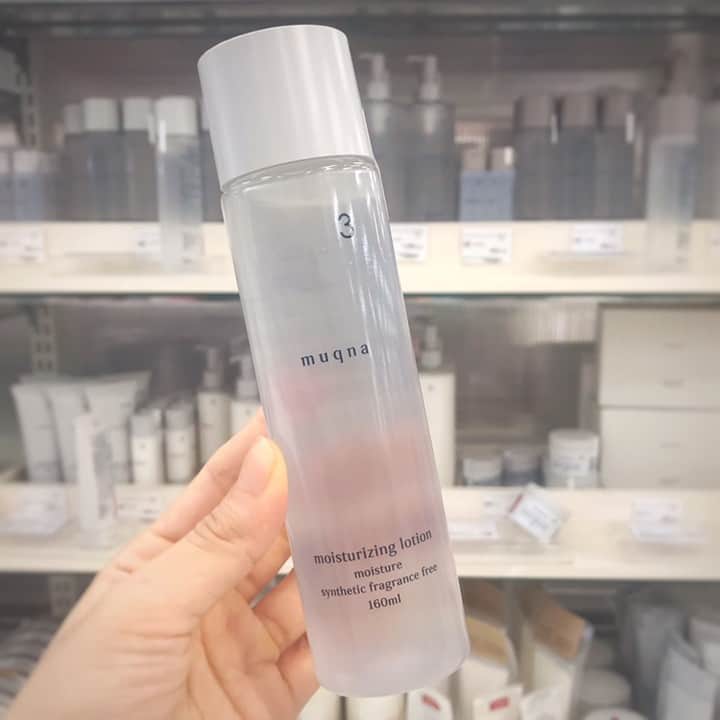 3
muqna
moisturizing lotion
moisture
synthetic fragrance free
160ml